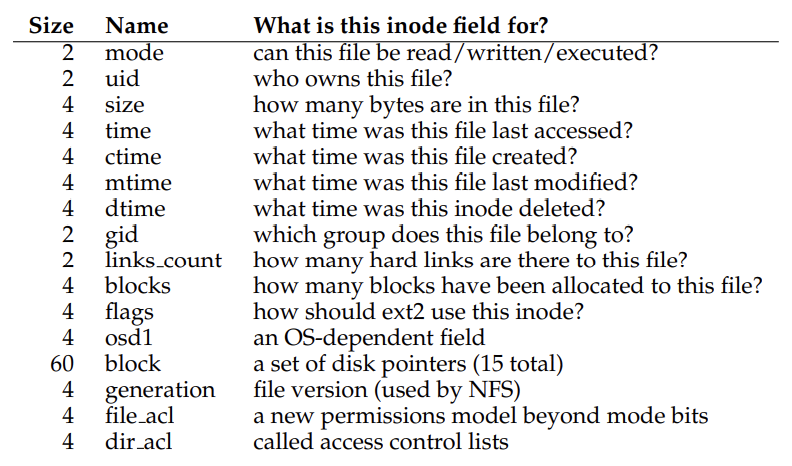 Size Name What is this inode field for?
2 mode can this file be read/written/executed?
2 uid who owns this file?
4 size how many bytes are in this file?
4 time what time was this file last accessed?
4 ctime what time was this file created?
4 mtime what time was this file last modified?
4 dtime what time was this inode deleted?
2 gid which group does this file belong to?
2 links_count how many hard links are there to this file?
4 blocks how many blocks have been allocated to this file?
4 flags how should ext2 use this inode?
4 osd1 an OS-dependent field
60 block a set of disk pointers (15 total)
4 generation file version (used by NFS)
4 file_acl a new permissions model beyond mode bits
4 dir_acl called access control lists